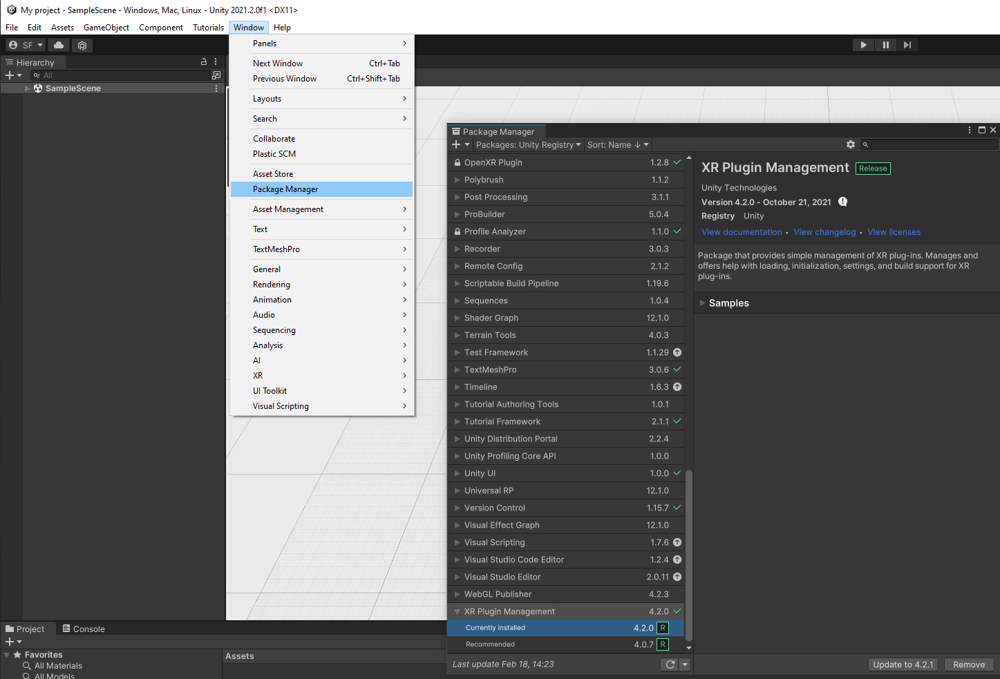 My project - SampleScene - Windows, Mac, Linux - Unity 2021.2.0f1 <DX11>
File Edit Assets GameObject Component Tutorials Window Help
SF
Hierarchy
All
SampleScene
Panels
Next Window Ctrl+Tab
Previous Window Ctrl+Shift+Tab
Layouts
Search
Collaborate
Plastic SCM
Asset Store
Package Manager
Asset Management
Text
TextMeshPro
General
Rendering
Animation
Audio
Sequencing
Analysis
AI
XR
UI Toolkit
Visual Scripting
Package Manager
Packages: Unity Registry Sort: Name ↓
OpenXR Plugin 1.2.8
Polybrush 1.1.2
Post Processing 3.1.1
ProBuilder 5.0.4
Profile Analyzer 1.1.0
Recorder 3.0.3
Remote Config 2.1.2
Scriptable Build Pipeline 1.19.6
Sequences 1.0.4
Shader Graph 12.1.0
Terrain Tools 4.0.3
Test Framework 1.1.29
TextMeshPro 3.0.6
Timeline 1.6.3
Tutorial Authoring Tools 1.0.1
Tutorial Framework 2.1.1
Unity Distribution Portal 2.2.4
Unity Profiling Core API 1.0.0
Unity UI 1.0.0
Universal RP 12.1.0
Version Control 1.15.7
Visual Effect Graph 12.1.0
Visual Scripting 1.7.6
Visual Studio Code Editor 1.2.4
Visual Studio Editor 2.0.11
WebGL Publisher 4.2.3
XR Plugin Management 4.2.0
Currently installed 4.2.0 R
Recommended 4.0.7 R
Last update Feb 18, 14:23
XR Plugin Management Release
Unity Technologies
Version 4.2.0 - October 21, 2021
Registry Unity
View documentation • View changelog • View licenses
Package that provides simple management of XR plug-ins. Manages and
offers help with loading, initialization, settings, and build support for XR
plug-ins.
Samples
Update to 4.2.1 Remove
Project Console
Favorites
All Materials
All Models
Assets